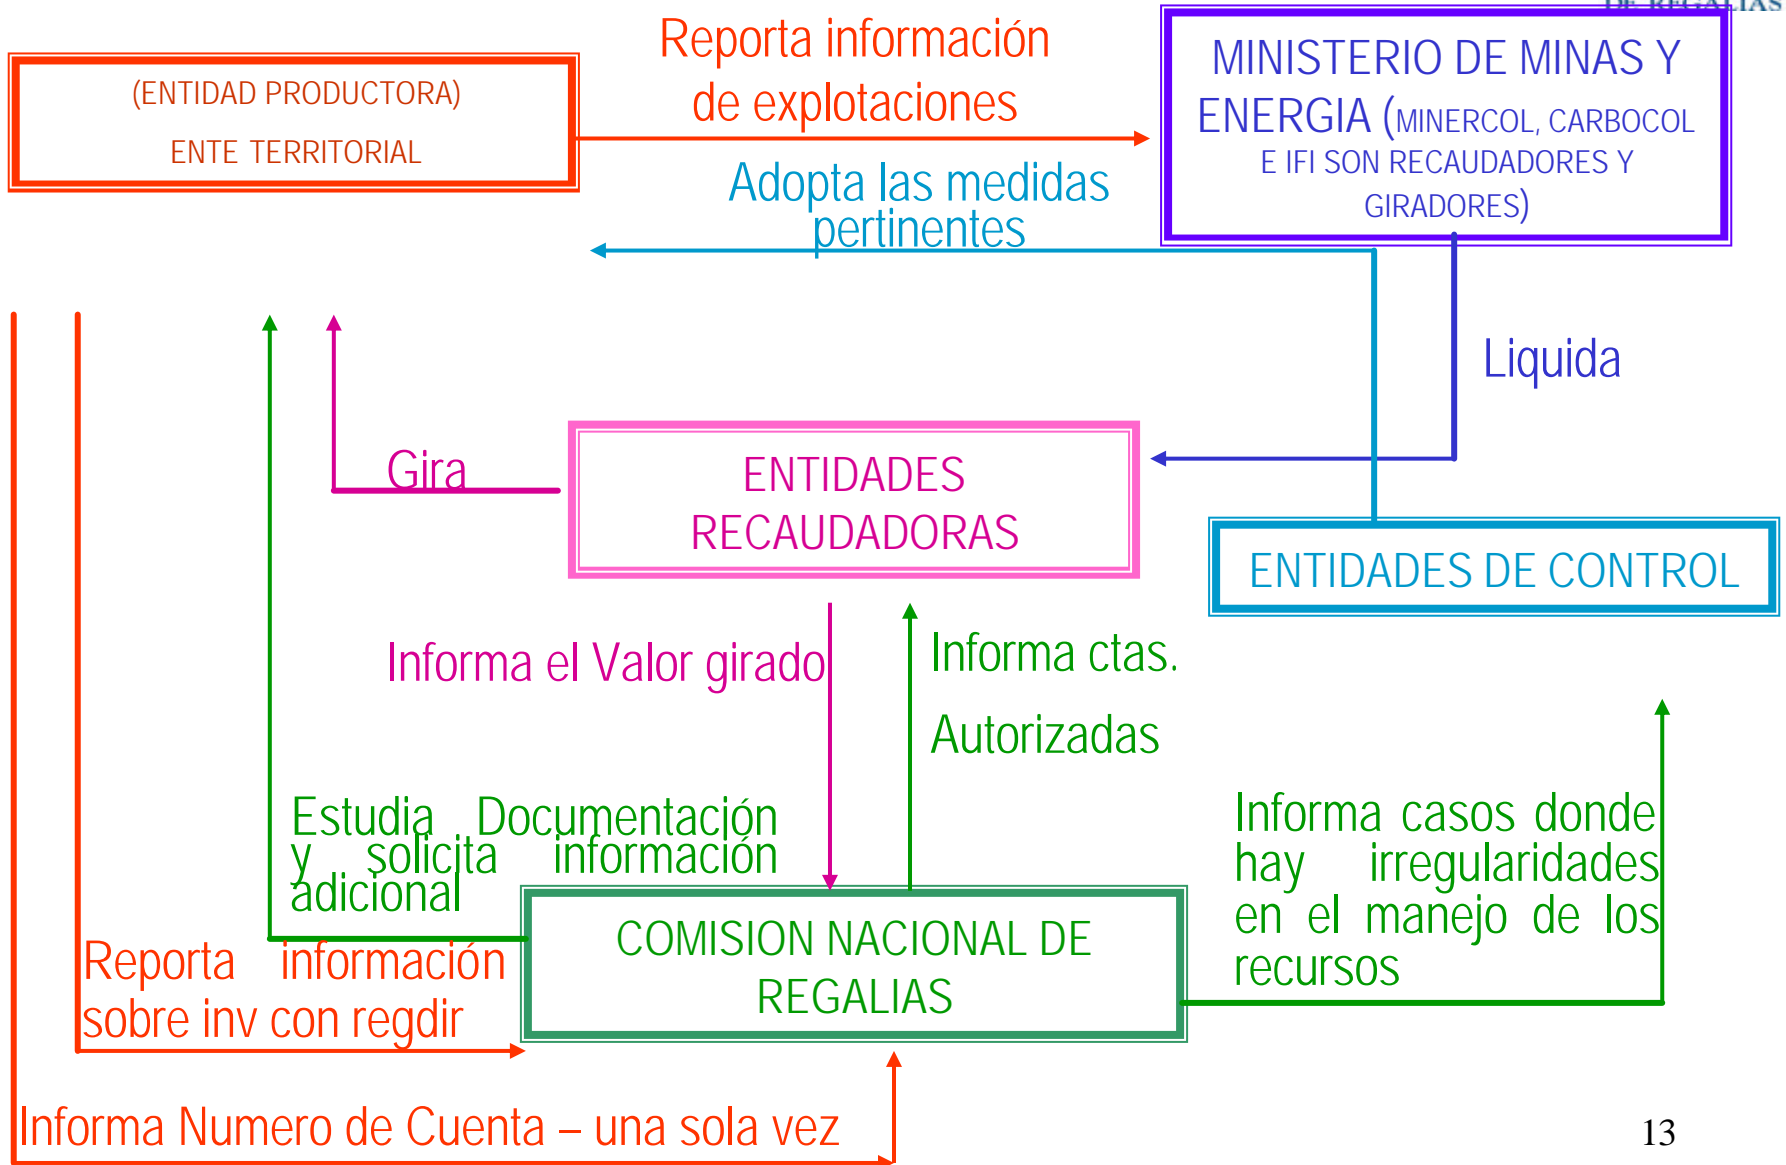 DE REGALIAS
Reporta información
de explotaciones
(ENTIDAD PRODUCTORA)
ENTE TERRITORIAL
MINISTERIO DE MINAS Y
ENERGIA (MINERCOL, CARBOCOL
E IFI SON RECAUDADORES Y
GIRADORES)
Adopta las medidas
pertinentes
Liquida
Gira
ENTIDADES
RECAUDADORAS
ENTIDADES DE CONTROL
Informa el Valor girado
Informa ctas.
Autorizadas
Estudia Documentación
y solicita información
adicional
Informa casos donde
hay irregularidades
en el manejo de los
recursos
COMISION NACIONAL DE
REGALIAS
Reporta información
sobre inv con regdir
Informa Numero de Cuenta – una sola vez
13